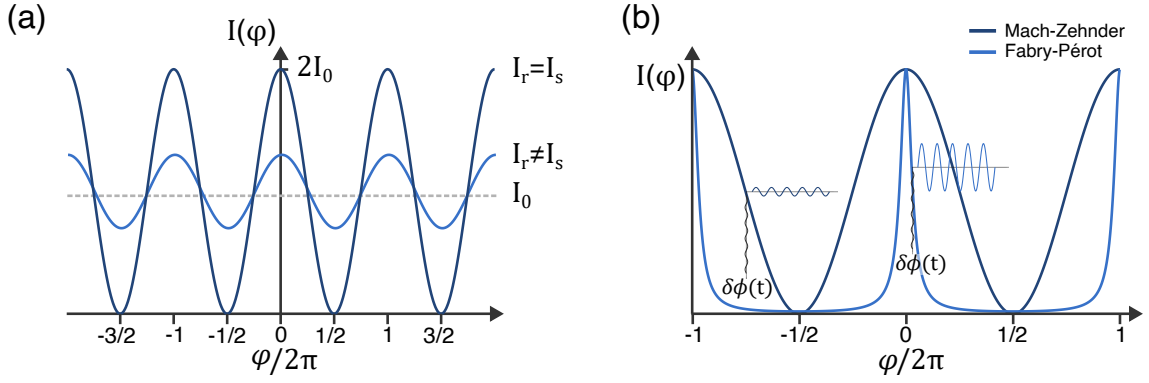 (a)
I(φ)
2I₀
Iᵣ=Iₛ
Iᵣ≠Iₛ
I₀
-3/2 -1 -1/2 0 1/2 1 3/2
φ/2π
(b)
Mach-Zehnder
Fabry-Pérot
I(φ)
δϕ(t)
δϕ(t)
-1 -1/2 0 1/2 1
φ/2π